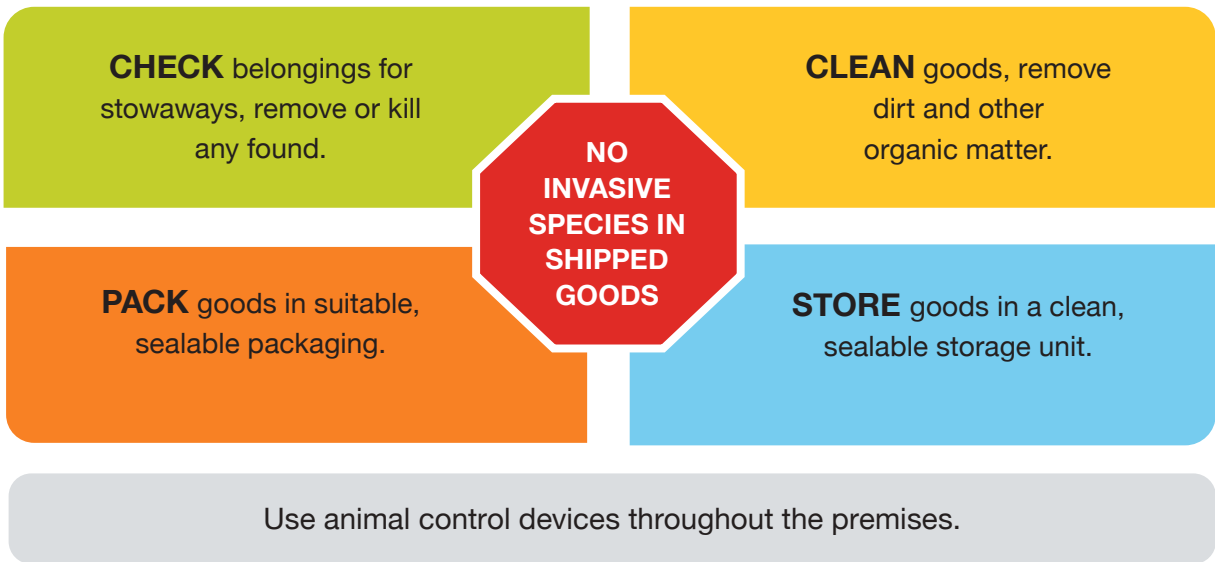 CHECK belongings for
stowaways, remove or kill
any found.
CLEAN goods, remove
dirt and other
organic matter.
NO
INVASIVE
SPECIES IN
SHIPPED
GOODS
PACK goods in suitable,
sealable packaging.
STORE goods in a clean,
sealable storage unit.
Use animal control devices throughout the premises.